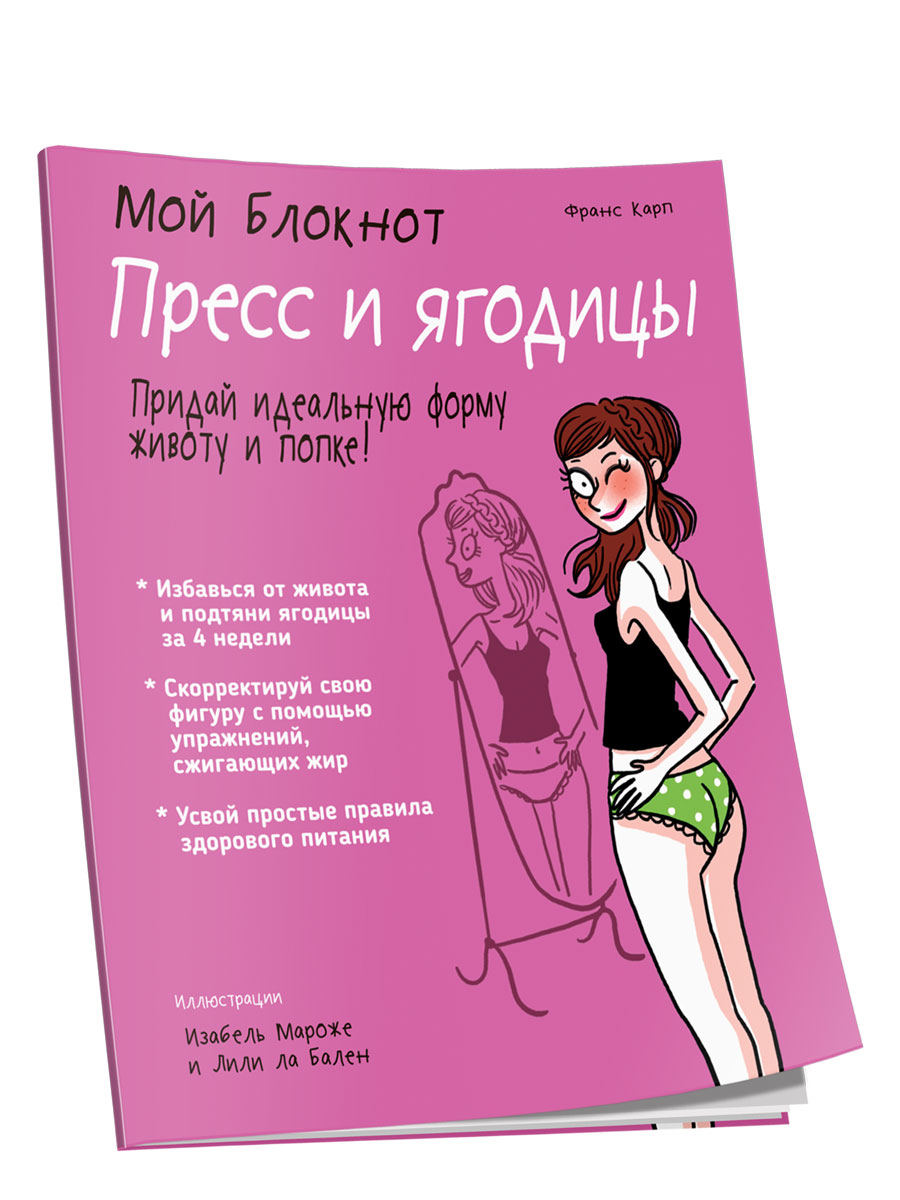 Мой Блокнот
Франс Карп
Пресс и ягодицы
Придай идеальную форму
животу и попке!
* Избавься от живота
и подтяни ягодицы
за 4 недели
* Скорректируй свою
фигуру с помощью
упражнений,
сжигающих жир
* Усвой простые правила
здорового питания
Иллюстрации
Изабель Мароже
и Лили ла Бален